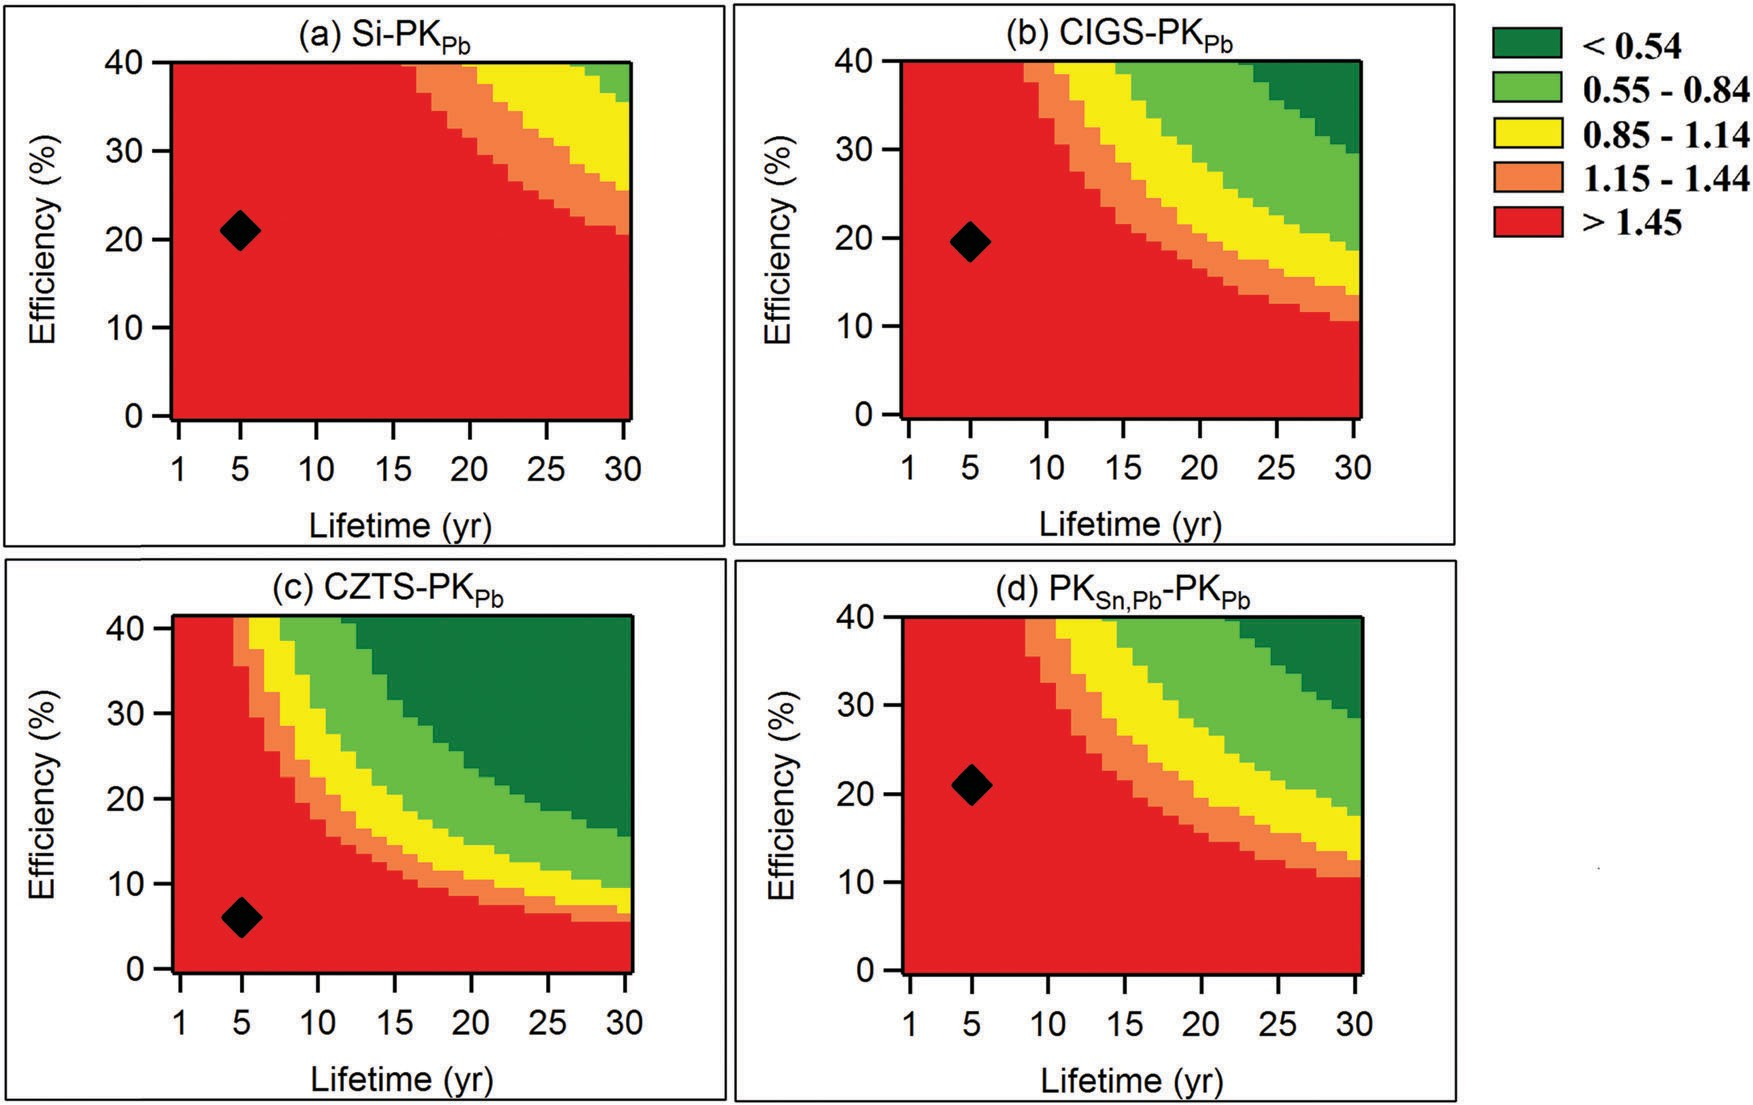 (a) Si-PKPb
40
30
20
10
0
Efficiency (%)
1 5 10 15 20 25 30
Lifetime (yr)
(b) CIGS-PKPb
40
30
20
10
0
Efficiency (%)
1 5 10 15 20 25 30
Lifetime (yr)
< 0.54
0.55 - 0.84
0.85 - 1.14
1.15 - 1.44
> 1.45
(c) CZTS-PKPb
40
30
20
10
0
Efficiency (%)
1 5 10 15 20 25 30
Lifetime (yr)
(d) PKSn,Pb-PKPb
40
30
20
10
0
Efficiency (%)
1 5 10 15 20 25 30
Lifetime (yr)